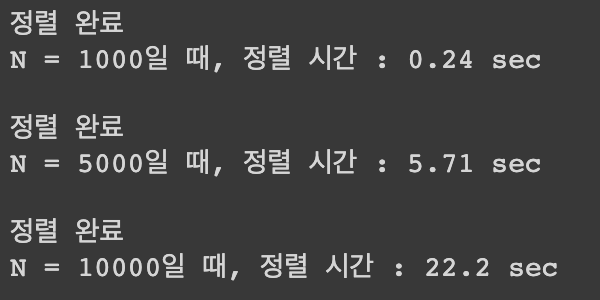 정렬 완료
N = 1000일 때, 정렬 시간 : 0.24 sec
정렬 완료
N = 5000일 때, 정렬 시간 : 5.71 sec
정렬 완료
N = 10000일 때, 정렬 시간 : 22.2 sec